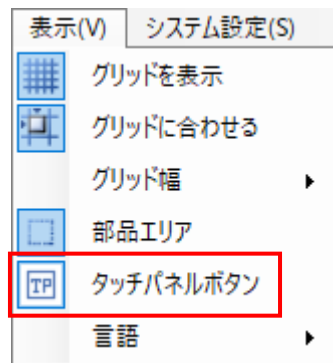 表示(V) システム設定(S)
グリッドを表示
グリッドに合わせる
グリッド幅
部品エリア
TP タッチパネルボタン
言語